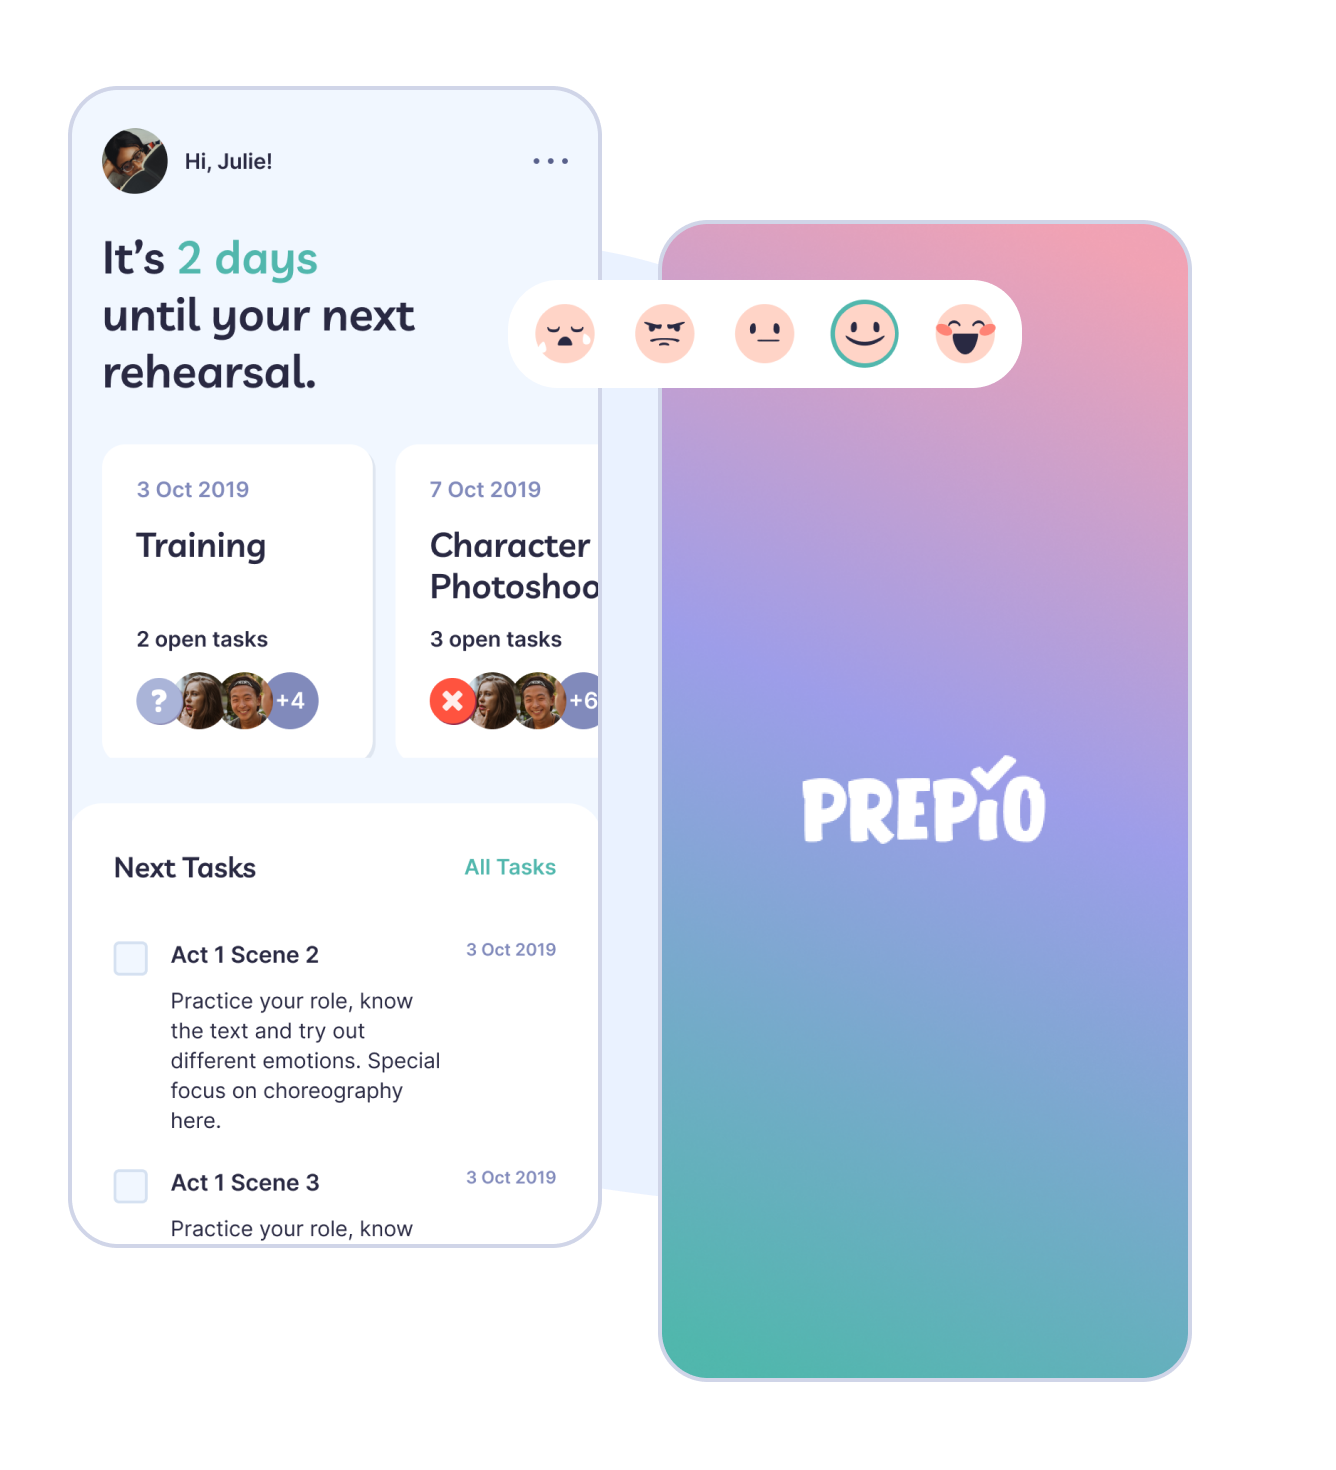 Hi, Julie!
It’s 2 days
until your next
rehearsal.
3 Oct 2019
Training
2 open tasks
?
+4
7 Oct 2019
Character
Photoshoo
3 open tasks
+6
Next Tasks
All Tasks
Act 1 Scene 2
3 Oct 2019
Practice your role, know
the text and try out
different emotions. Special
focus on choreography
here.
Act 1 Scene 3
3 Oct 2019
Practice your role, know
PREPiO